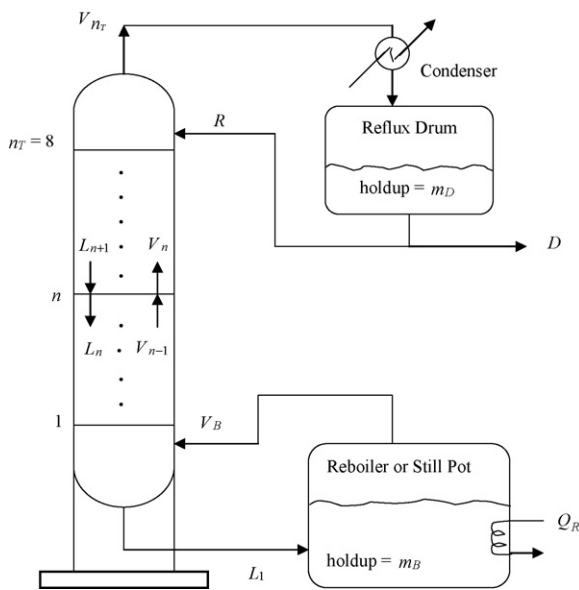 V_{n_T}
Condenser
Reflux Drum
R
n_T = 8
holdup = m_D
D
L_{n+1} V_n
n
L_n V_{n-1}
V_B
1
Reboiler or Still Pot
Q_R
holdup = m_B
L_1